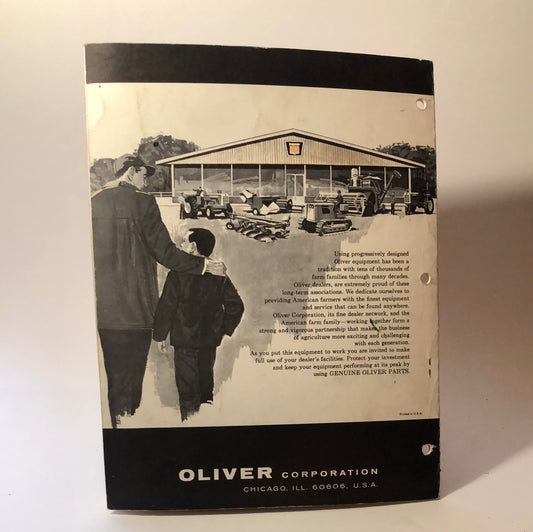 Using progressively designed
Oliver equipment has been a
tradition with tens of thousands of
farm families through many decades.
Oliver dealers, are extremely proud of these
long-term associations. We dedicate ourselves to
providing American farmers with the finest equipment
and service that can be found anywhere.
Oliver Corporation, its fine dealer network, and the
American farm family—working together form a
strong and vigorous partnership that make the business
of agriculture more exciting and challenging
with each generation.
As you put this equipment to work you are invited to make
full use of your dealer's facilities. Protect your investment
and keep your equipment performing at its peak by
using GENUINE OLIVER PARTS.
Printed in U.S.A.
OLIVER CORPORATION
CHICAGO, ILL. 60606, U.S.A.